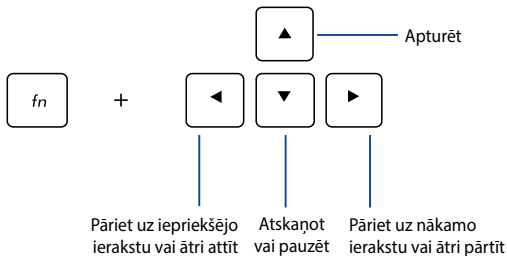 Apturēt
fn +
Pāriet uz iepriekšējo
ierakstu vai ātri attīt
Atskaņot
vai pauzēt
Pāriet uz nākamo
ierakstu vai ātri pārtīt